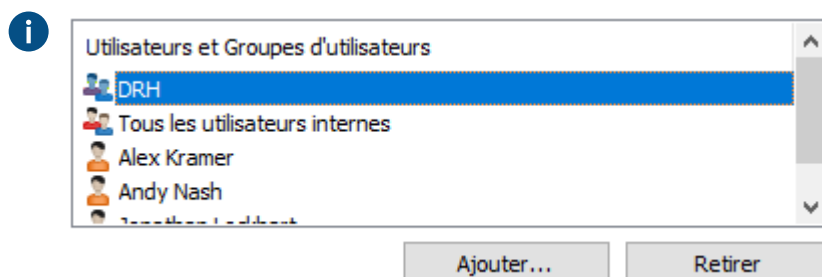 Utilisateurs et Groupes d'utilisateurs
DRH
Tous les utilisateurs internes
Alex Kramer
Andy Nash
Ajouter...
Retirer